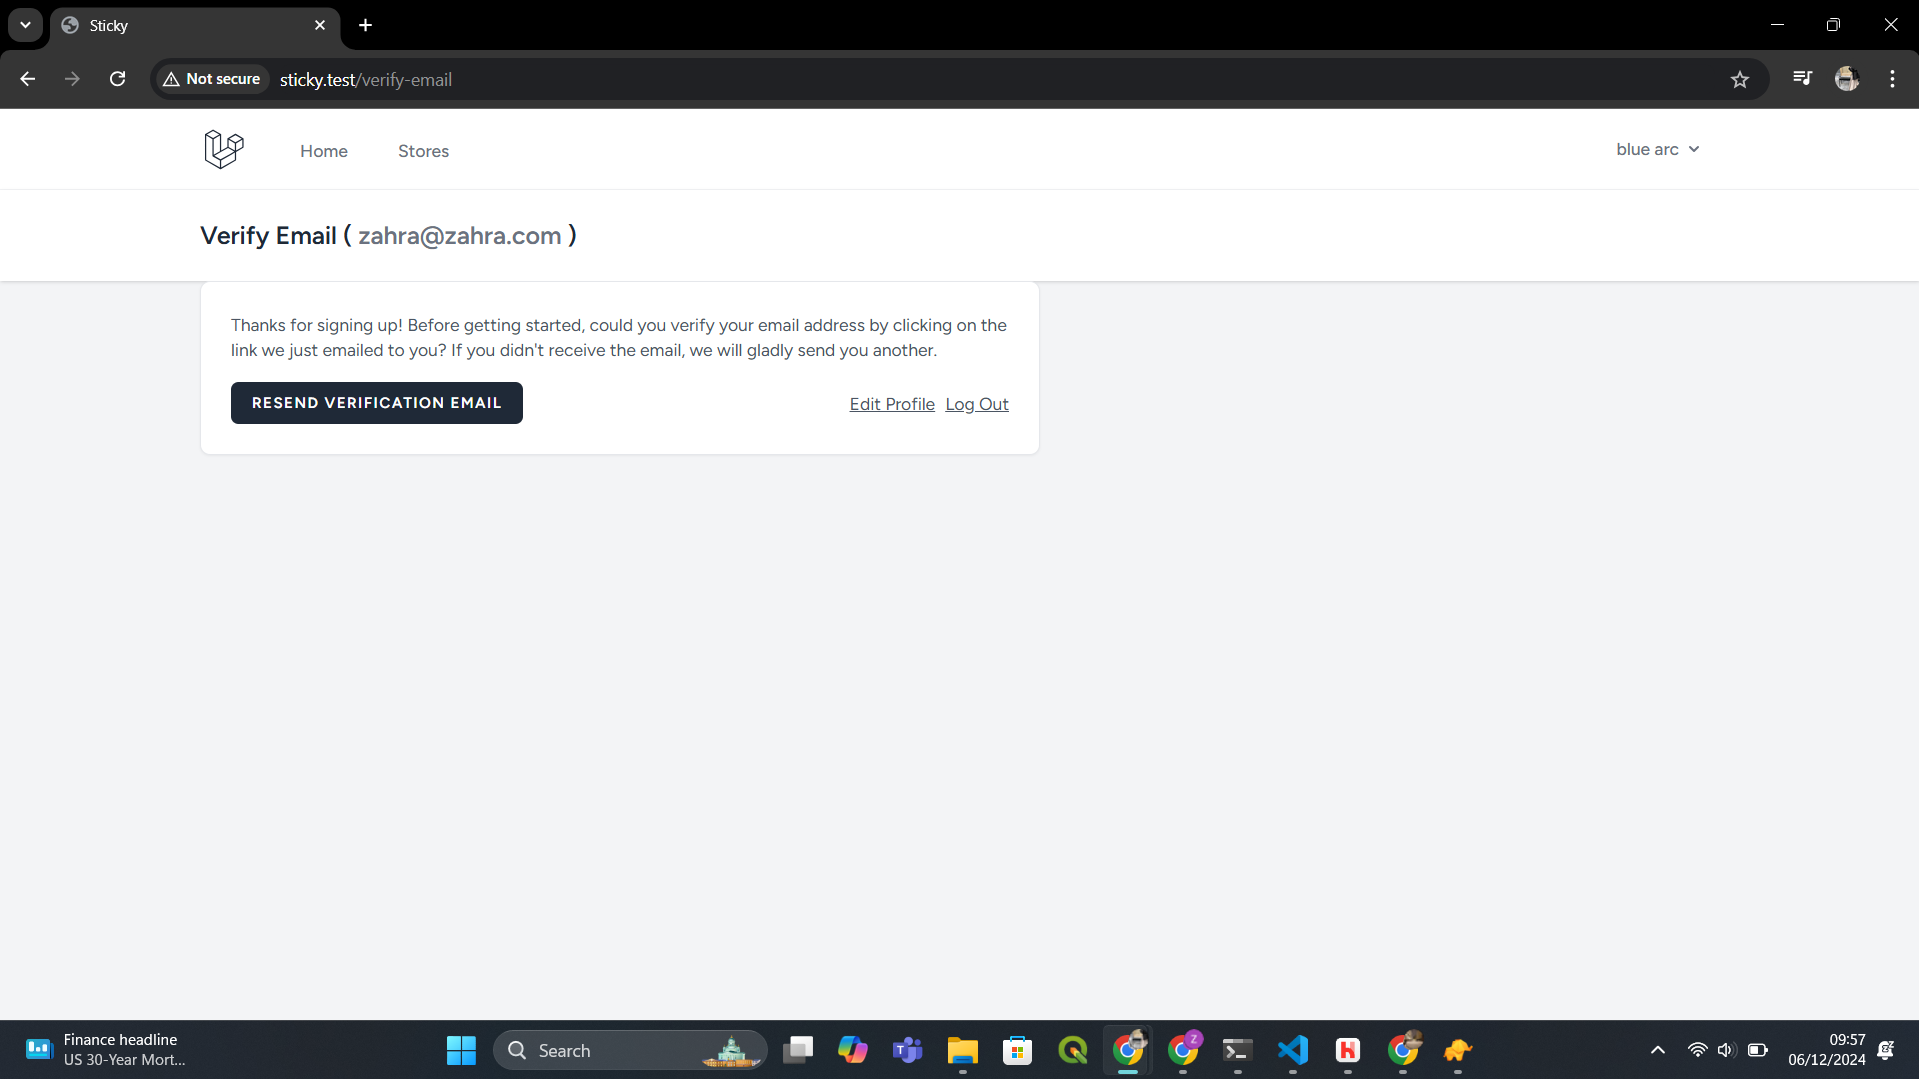 Sticky
Not secure
sticky.test/verify-email
Home
Stores
blue arc
Verify Email ( zahra@zahra.com )
Thanks for signing up! Before getting started, could you verify your email address by clicking on the
link we just emailed to you? If you didn't receive the email, we will gladly send you another.
RESEND VERIFICATION EMAIL
Edit Profile
Log Out
Finance headline
US 30-Year Mort...
Search
09:57
06/12/2024